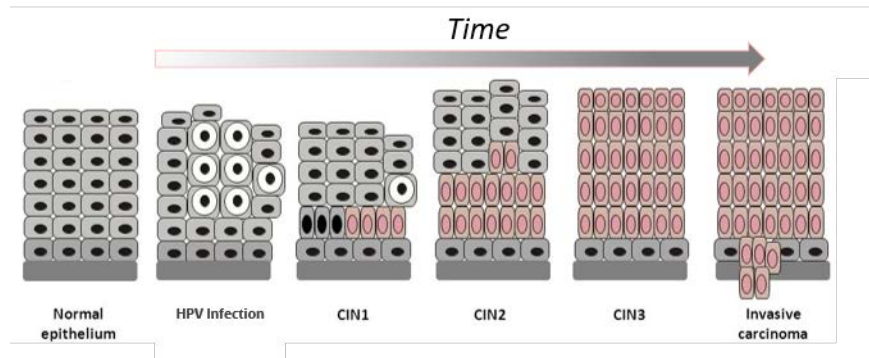 Time
Normal
epithelium
HPV Infection
CIN1
CIN2
CIN3
Invasive
carcinoma